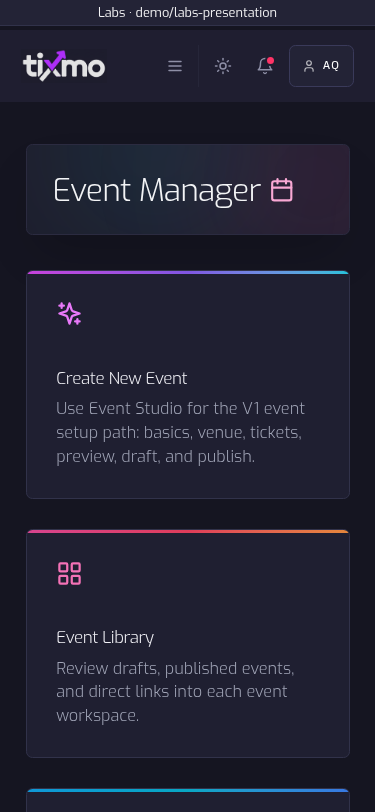 Labs · demo/labs-presentation
tixmo
AQ
Event Manager
Create New Event
Use Event Studio for the V1 event
setup path: basics, venue, tickets,
preview, draft, and publish.
Event Library
Review drafts, published events,
and direct links into each event
workspace.